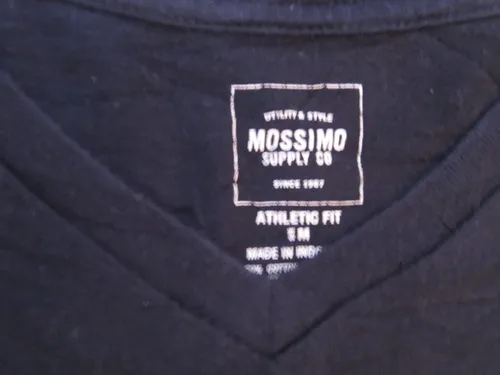 UTILITY & STYLE
MOSSIMO
SUPPLY CO
SINCE 1987
ATHLETIC FIT
S M
MADE IN